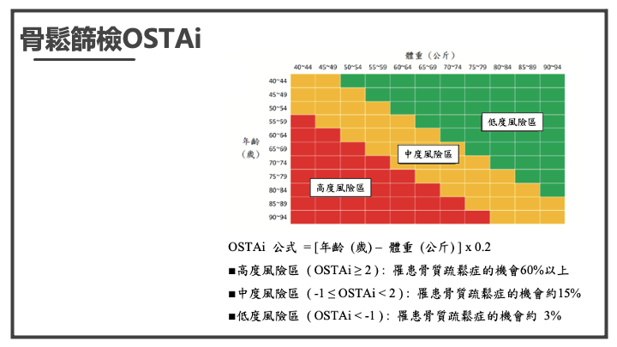 骨鬆篩檢OSTAi
體重（公斤）
40~44 45~49 50~54 55~59 60~64 65~69 70~74 75~79 80~84 85~89 90~94
40~44
45~49
50~54
55~59
60~64
年齡
65~69
（歲）
70~74
75~79
80~84
85~89
90~94
低度風險區
中度風險區
高度風險區
OSTAi 公式 = [年齡 (歲) – 體重 (公斤) ] x 0.2
■高度風險區（OSTAi ≥ 2）: 罹患骨質疏鬆症的機會60%以上
■中度風險區（-1 ≤ OSTAi < 2）: 罹患骨質疏鬆症的機會約15%
■低度風險區（OSTAi < -1）: 罹患骨質疏鬆症的機會約 3%